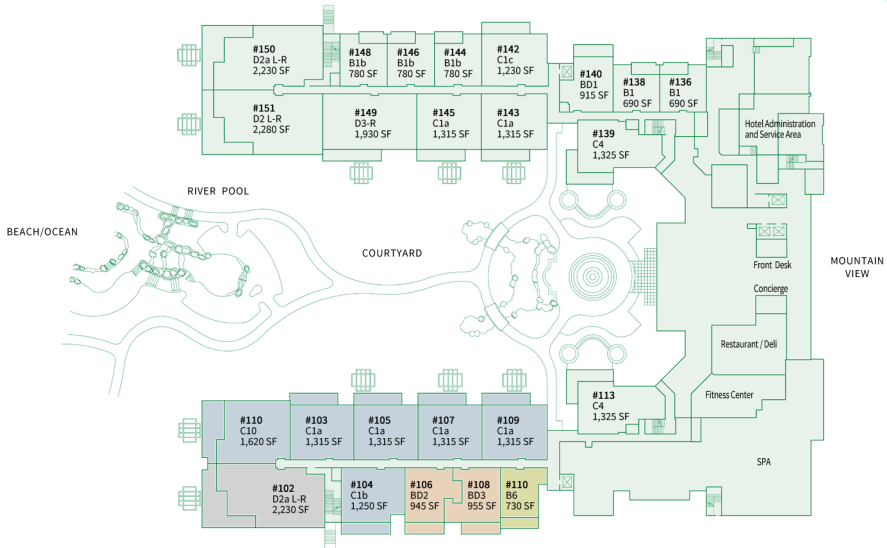 #150
D2a L-R
2,230 SF
#148
B1b
780 SF
#146
B1b
780 SF
#144
B1b
780 SF
#142
C1c
1,230 SF
#140
BD1
915 SF
#138
B1
690 SF
#136
B1
690 SF
#151
D2 L-R
2,280 SF
#149
D3-R
1,930 SF
#145
C1a
1,315 SF
#143
C1a
1,315 SF
#139
C4
1,325 SF
Hotel Administration
and Service Area
RIVER POOL
BEACH/OCEAN
COURTYARD
MOUNTAIN
VIEW
Front Desk
Concierge
Restaurant / Deli
Fitness Center
#113
C4
1,325 SF
#110
C10
1,620 SF
#103
C1a
1,315 SF
#105
C1a
1,315 SF
#107
C1a
1,315 SF
#109
C1a
1,315 SF
SPA
#102
D2a L-R
2,230 SF
#104
C1b
1,250 SF
#106
BD2
945 SF
#108
BD3
955 SF
#110
B6
730 SF